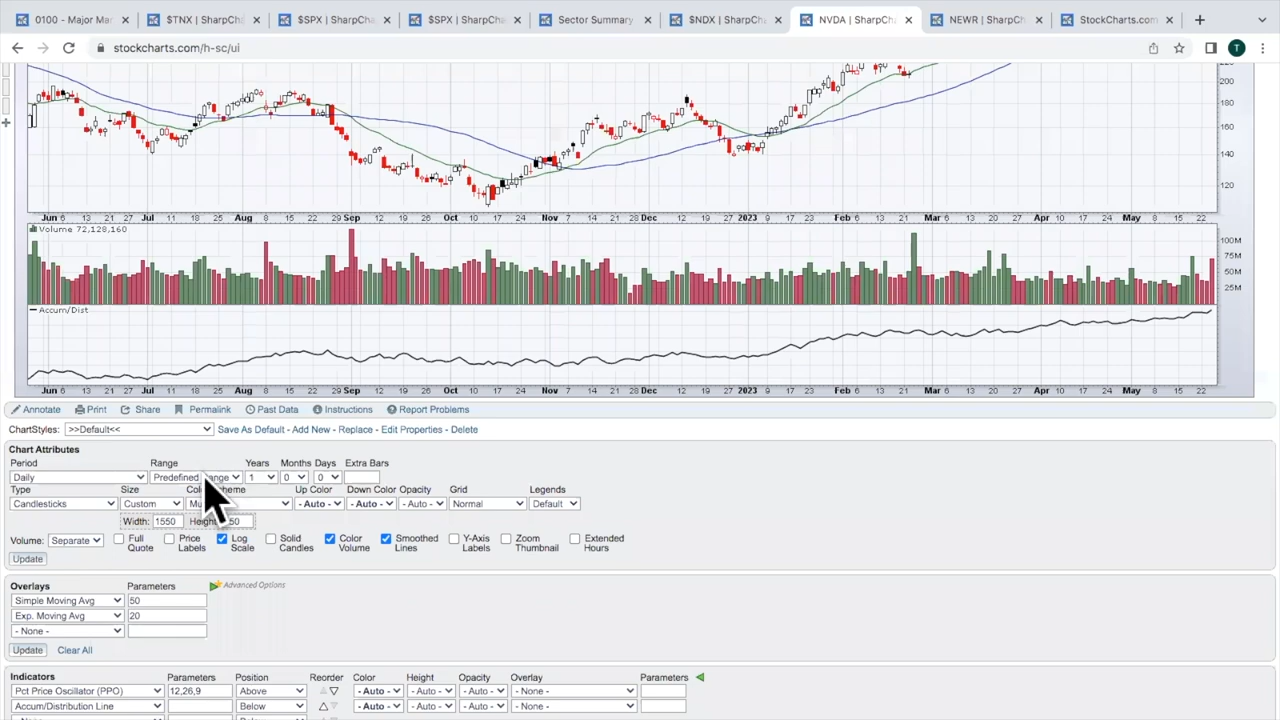 0100 - Major Mar
$TNX | SharpCha
$SPX | SharpCha
$SPX | SharpCha
Sector Summary
$NDX | SharpCh
NVDA | SharpCh
NEWR | SharpCh
StockCharts.com
stockcharts.com/h-sc/ui
T
220
200
180
160
140
120
Jun 6 13 21 27 Jul 11 18 25 Aug 8 15 22 29 Sep 12 19 26 Oct 10 17 24 Nov 7 14 21 28 Dec 12 19 27 2023 9 17 23 Feb 6 13 21 Mar 6 13 20 27 Apr 10 17 24 May 8 15 22
Volume 72,128,160
100M
75M
50M
25M
Accum/Dist
Jun 6 13 21 27 Jul 11 18 25 Aug 8 15 22 29 Sep 12 19 26 Oct 10 17 24 Nov 7 14 21 28 Dec 12 19 27 2023 9 17 23 Feb 6 13 21 Mar 6 13 20 27 Apr 10 17 24 May 8 15 22
Annotate Print Share Permalink Past Data Instructions Report Problems
ChartStyles: >>Default<< Save As Default - Add New - Replace - Edit Properties - Delete
Chart Attributes
Period Range Years Months Days Extra Bars
Daily Predefined 1 0 0
Type Size Up Color Down Color Opacity Grid Legends
Candlesticks Custom - Auto - - Auto - - Auto - Normal Default
Width: 1550
Volume: Separate Full Quote Price Labels Log Scale Solid Candles Color Volume Smoothed Lines Y-Axis Labels Zoom Thumbnail Extended Hours
Update
Overlays Parameters Advanced Options
Simple Moving Avg 50
Exp. Moving Avg 20
- None -
Update Clear All
Indicators Parameters Position Reorder Color Height Opacity Overlay Parameters
Pct Price Oscillator (PPO) 12,26,9 Above - Auto - - Auto - - Auto - - None -
Accum/Distribution Line Below - Auto - - Auto - - Auto - - None -